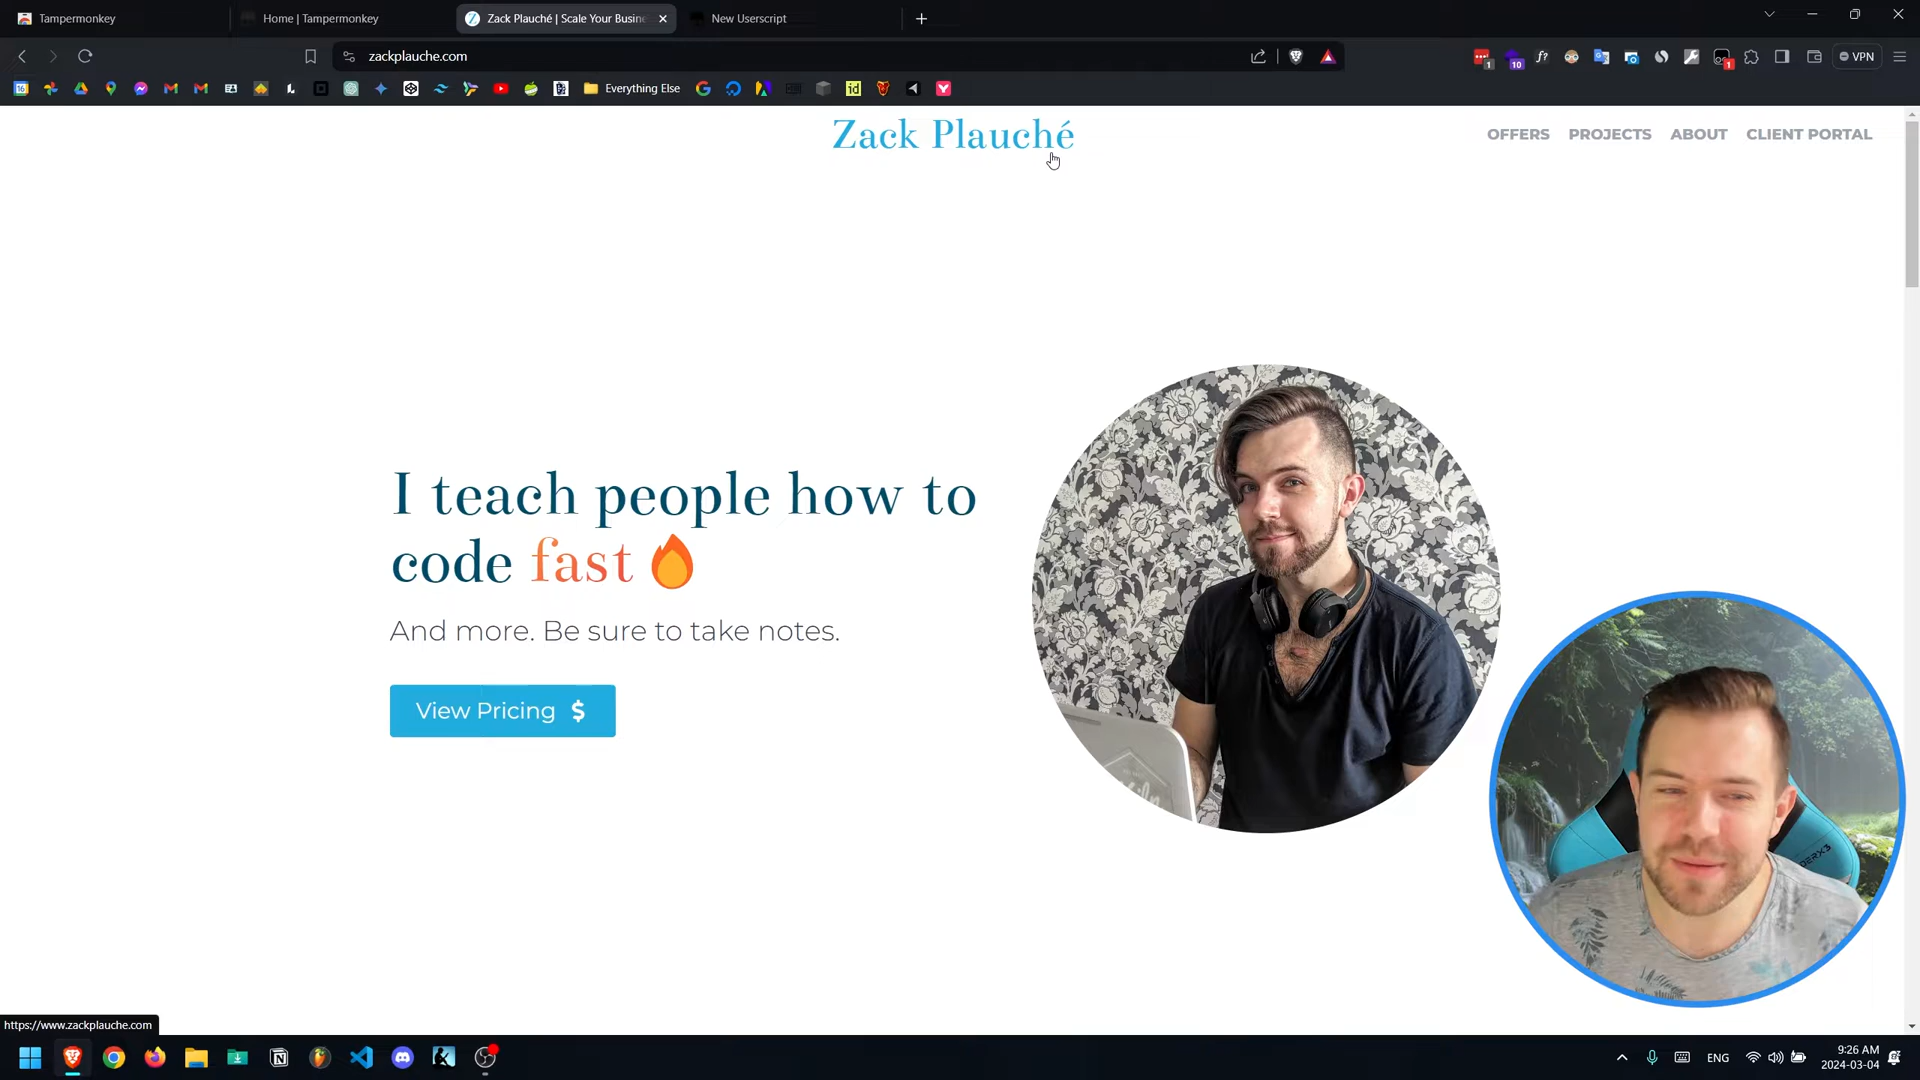 Tampermonkey
Home | Tampermonkey
Zack Plauché | Scale Your Busin
New Userscript
zackplauche.com
VPN
Everything Else
Zack Plauché
OFFERS PROJECTS ABOUT CLIENT PORTAL
I teach people how to
code fast
And more. Be sure to take notes.
View Pricing $
https://www.zackplauche.com
ENG
9:26 AM
2024-03-04